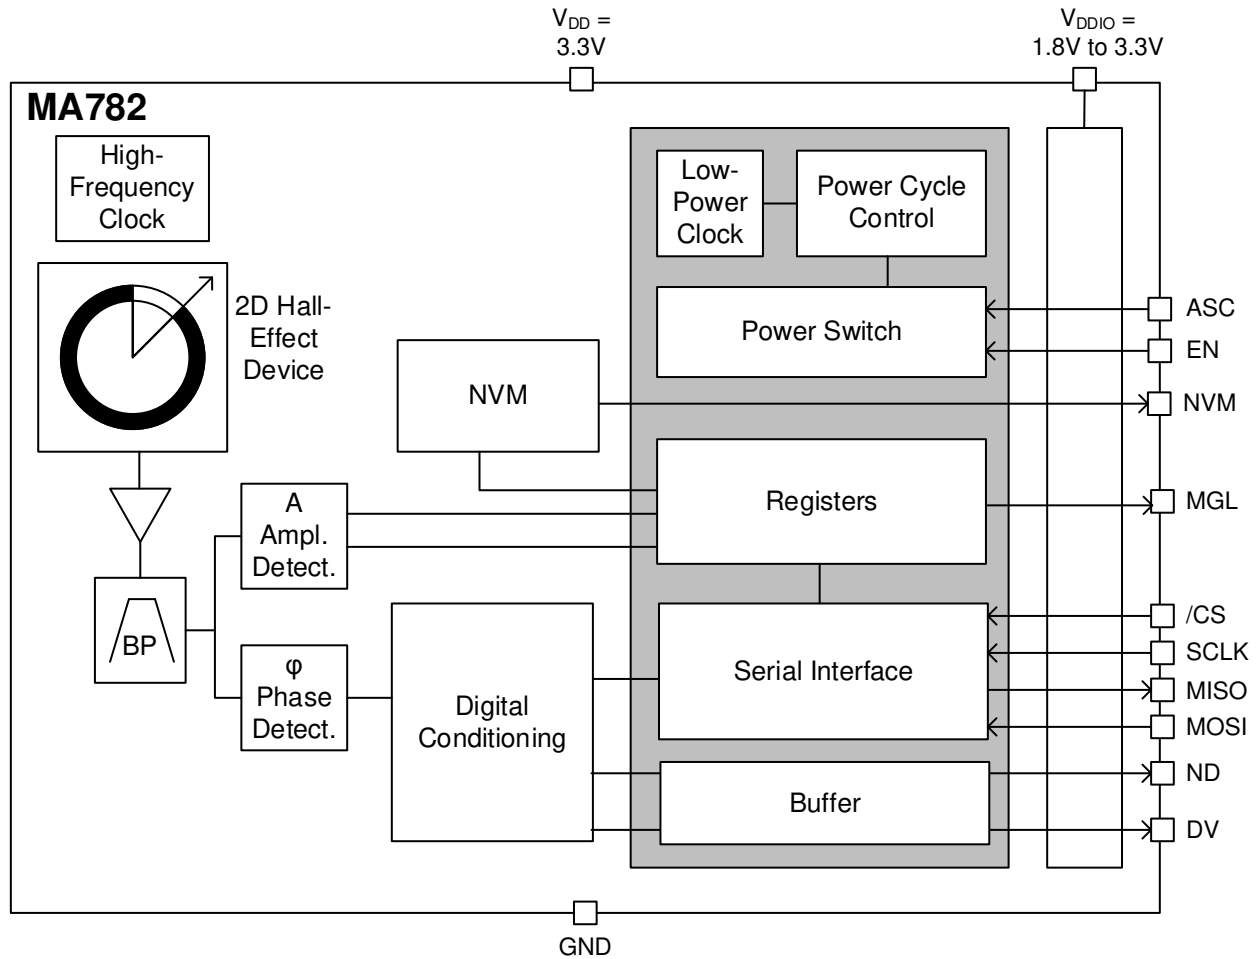 V_DD =
3.3V
V_DDIO =
1.8V to 3.3V
MA782
High-
Frequency
Clock
Low-
Power
Clock
Power Cycle
Control
2D Hall-
Effect
Device
Power Switch
ASC
EN
NVM
NVM
A
Ampl.
Detect.
Registers
MGL
BP
φ
Phase
Detect.
Digital
Conditioning
Serial Interface
/CS
SCLK
MISO
MOSI
Buffer
ND
DV
GND